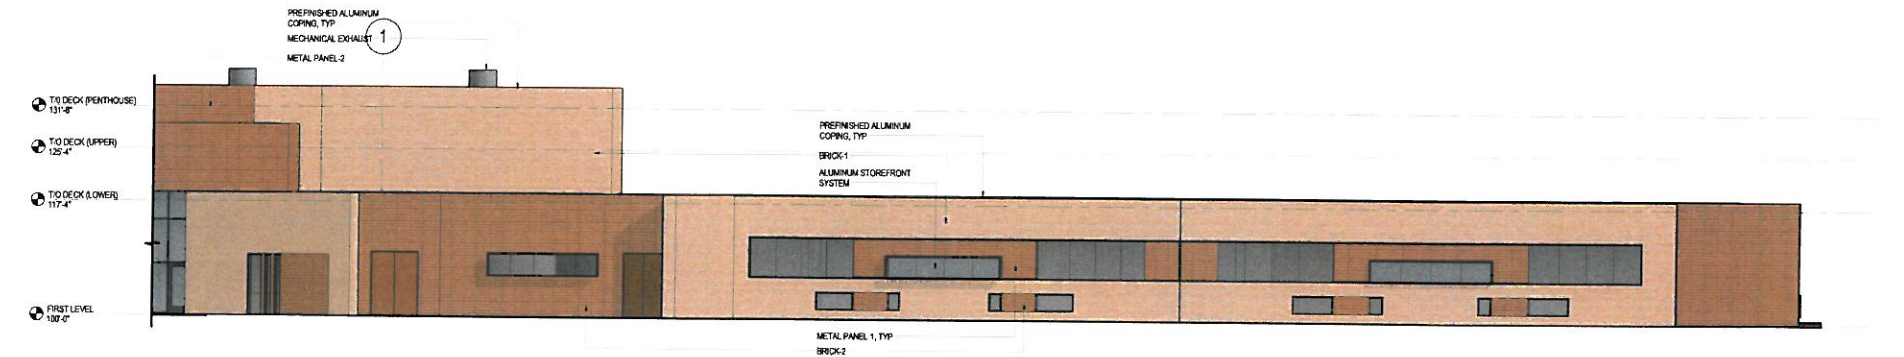 PREFINISHED ALUMINUM
COPING, TYP
MECHANICAL EXHAUST
1
METAL PANEL-2
T/O DECK (PENTHOUSE)
131'-8"
T/O DECK (UPPER)
125'-4"
T/O DECK (LOWER)
117'-4"
FIRST LEVEL
100'-0"
PREFINISHED ALUMINUM
COPING, TYP
BRICK-1
ALUMINUM STOREFRONT
SYSTEM
METAL PANEL 1, TYP
BRICK-2